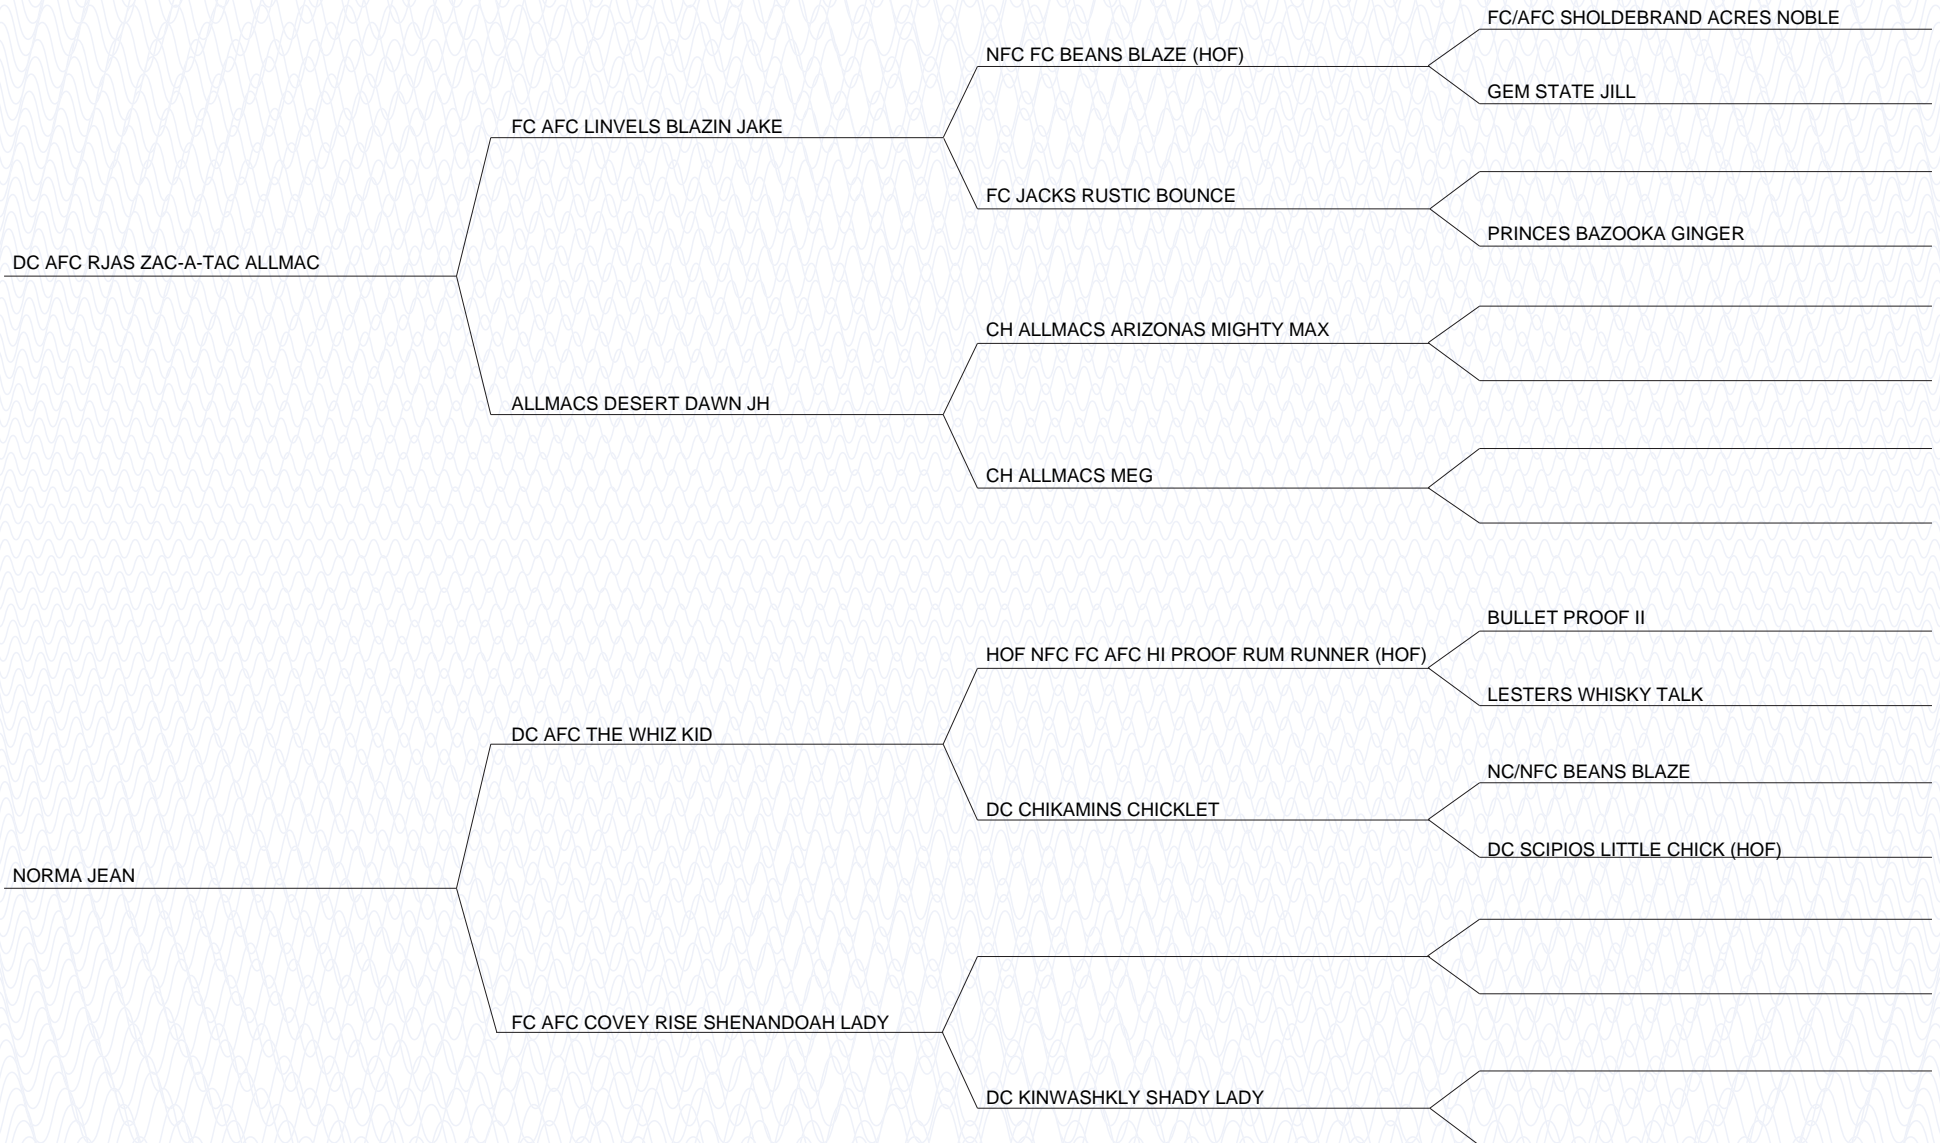 FC/AFC SHOLDEBRAND ACRES NOBLE
NFC FC BEANS BLAZE (HOF)
GEM STATE JILL
FC AFC LINVELS BLAZIN JAKE
FC JACKS RUSTIC BOUNCE
PRINCES BAZOOKA GINGER
DC AFC RJAS ZAC-A-TAC ALLMAC
CH ALLMACS ARIZONAS MIGHTY MAX
ALLMACS DESERT DAWN JH
CH ALLMACS MEG
BULLET PROOF II
HOF NFC FC AFC HI PROOF RUM RUNNER (HOF)
LESTERS WHISKY TALK
DC AFC THE WHIZ KID
NC/NFC BEANS BLAZE
DC CHIKAMINS CHICKLET
DC SCIPIOS LITTLE CHICK (HOF)
NORMA JEAN
FC AFC COVEY RISE SHENANDOAH LADY
DC KINWASHKLY SHADY LADY